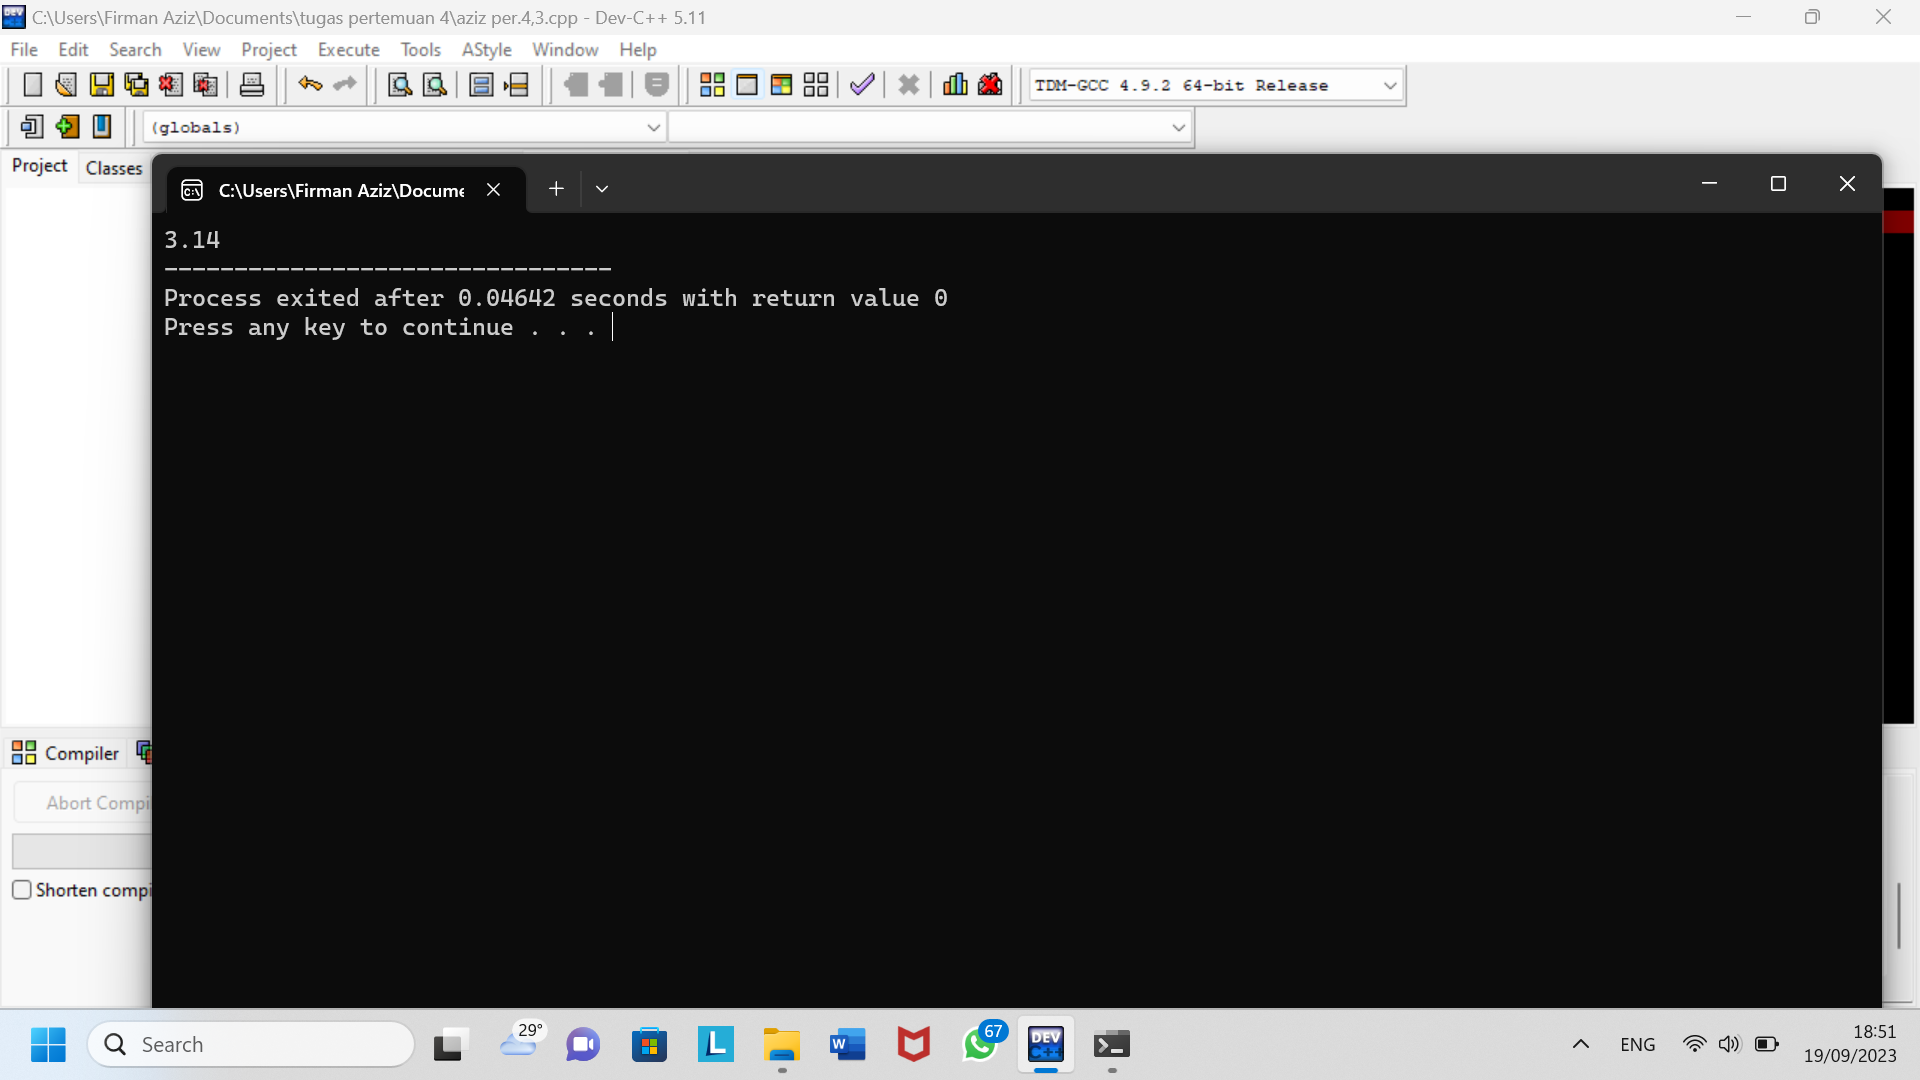 C:\Users\Firman Aziz\Documents\tugas pertemuan 4\aziz per.4,3.cpp - Dev-C++ 5.11
File Edit Search View Project Execute Tools AStyle Window Help
TDM-GCC 4.9.2 64-bit Release
(globals)
Project Classes
C:\Users\Firman Aziz\Docume
3.14
--------------------------------
Process exited after 0.04642 seconds with return value 0
Press any key to continue . . .
Compiler
Abort Compi
Shorten compi
Search
29°
67
DEV C++
ENG
18:51
19/09/2023